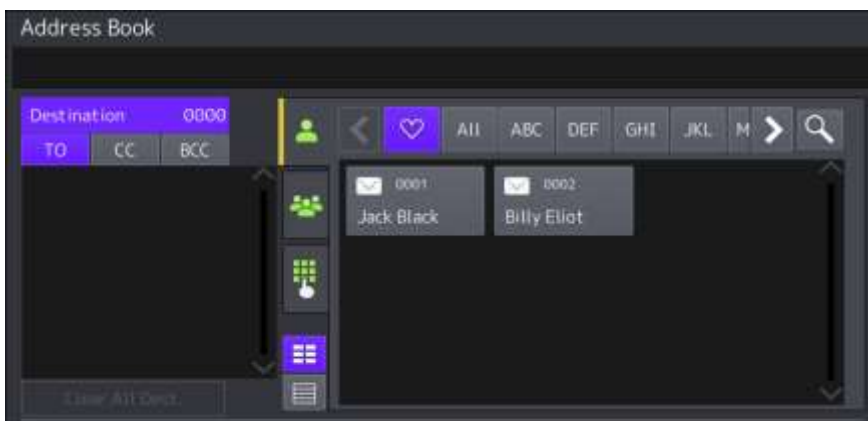 Address Book
Destination 0000
TO CC BCC
All ABC DEF GHI JKL M
0001
Jack Black
0002
Billy Eliot
Clear All Dest.